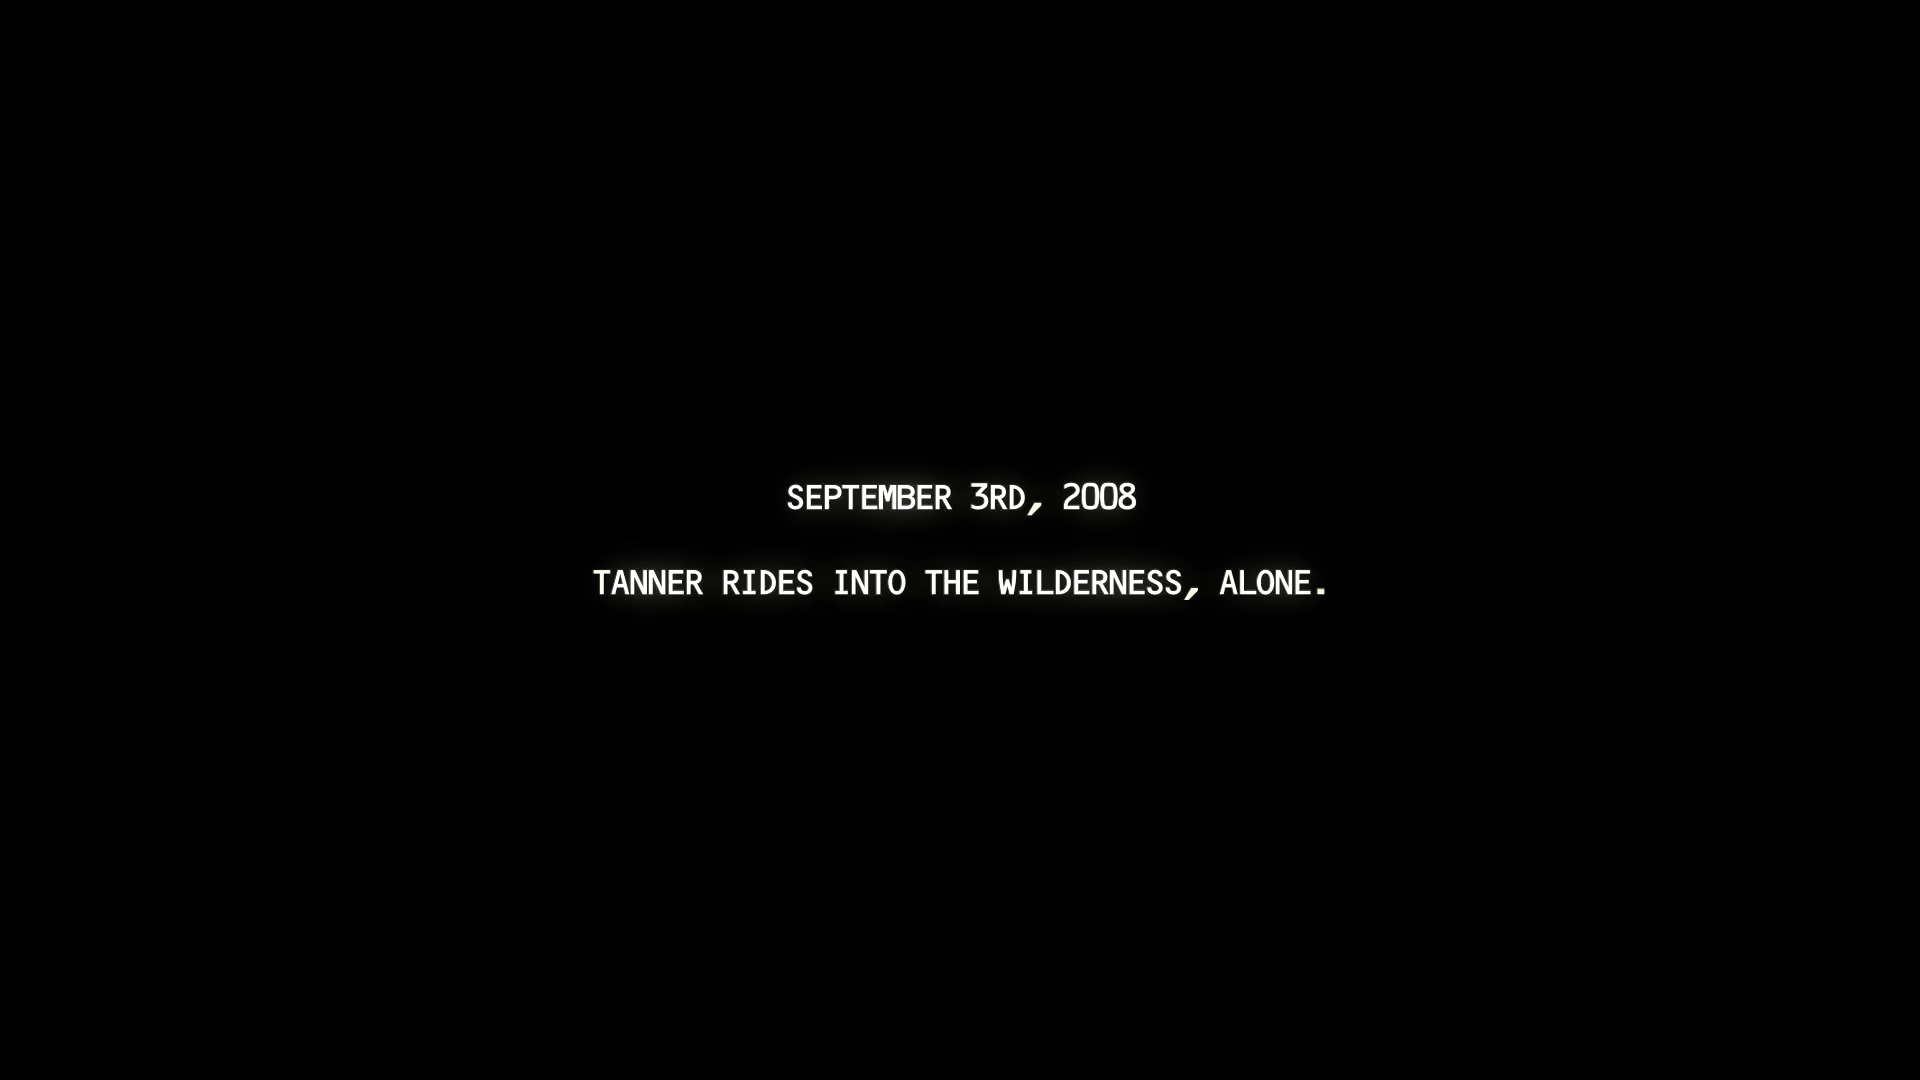 SEPTEMBER 3RD, 2008
TANNER RIDES INTO THE WILDERNESS, ALONE.